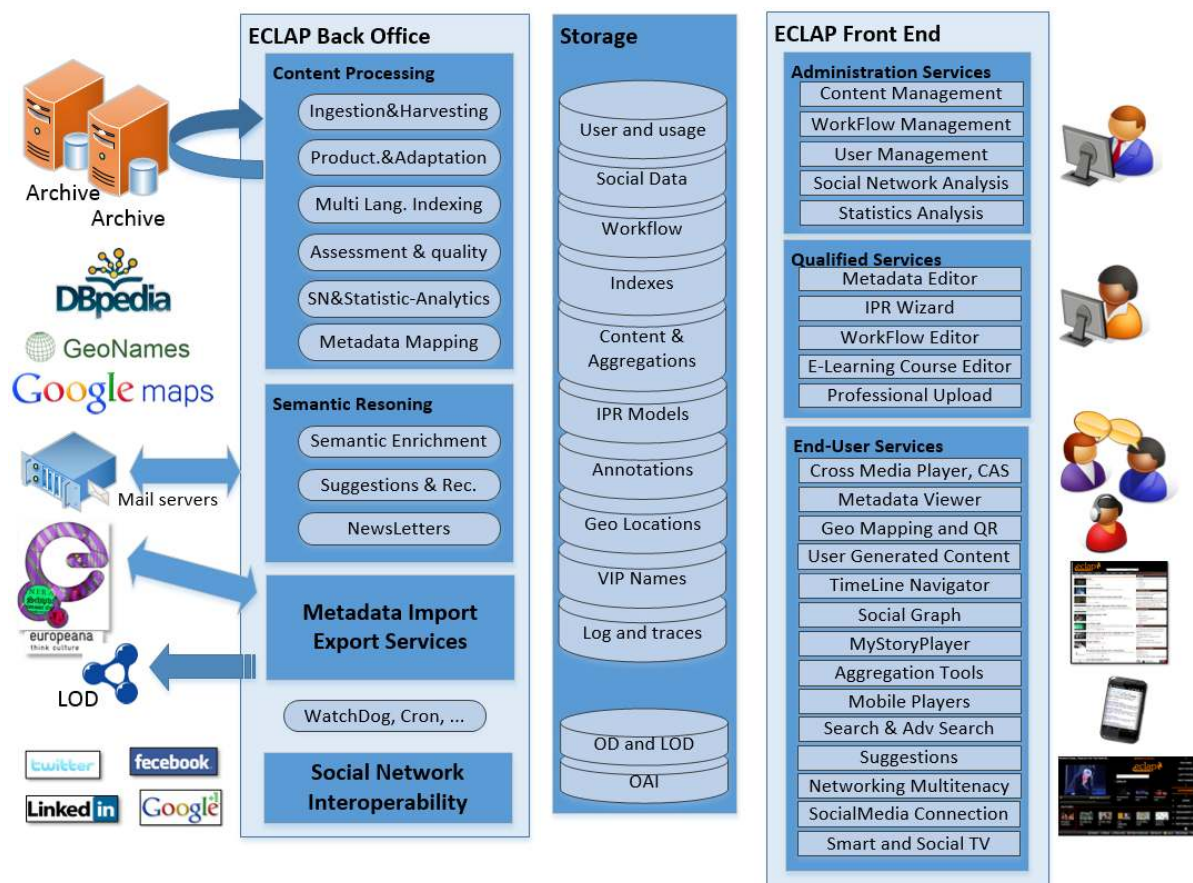 Archive
Archive
DBpedia
GeoNames
Google maps
Mail servers
europeana
think culture
LOD
twitter
fecebook
Linked in
Google +1
ECLAP Back Office
Content Processing
Ingestion&Harvesting
Product.&Adaptation
Multi Lang. Indexing
Assessment & quality
SN&Statistic-Analytics
Metadata Mapping
Semantic Resoning
Semantic Enrichment
Suggestions & Rec.
NewsLetters
Metadata Import
Export Services
WatchDog, Cron, ...
Social Network
Interoperability
Storage
User and usage
Social Data
Workflow
Indexes
Content &
Aggregations
IPR Models
Annotations
Geo Locations
VIP Names
Log and traces
OD and LOD
OAI
ECLAP Front End
Administration Services
Content Management
WorkFlow Management
User Management
Social Network Analysis
Statistics Analysis
Qualified Services
Metadata Editor
IPR Wizard
WorkFlow Editor
E-Learning Course Editor
Professional Upload
End-User Services
Cross Media Player, CAS
Metadata Viewer
Geo Mapping and QR
User Generated Content
TimeLine Navigator
Social Graph
MyStoryPlayer
Aggregation Tools
Mobile Players
Search & Adv Search
Suggestions
Networking Multitenacy
SocialMedia Connection
Smart and Social TV
eclap
eclap